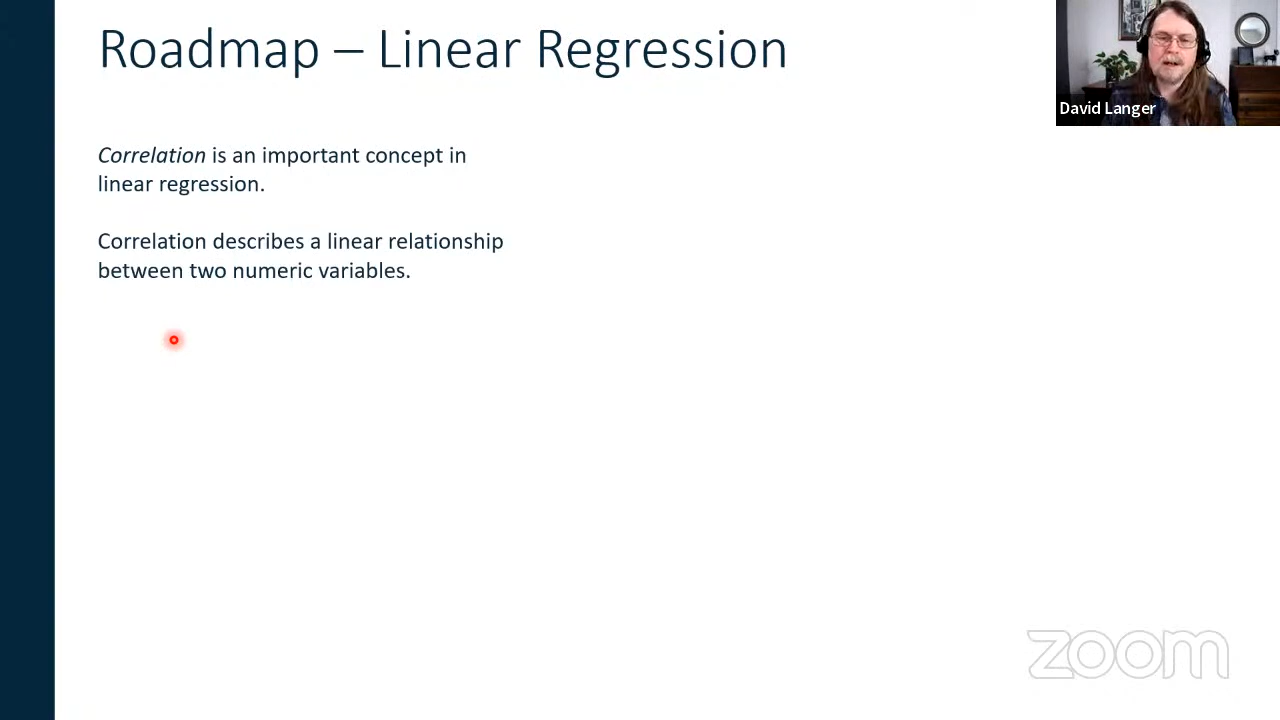 Roadmap – Linear Regression
David Langer
Correlation is an important concept in
linear regression.
Correlation describes a linear relationship
between two numeric variables.
zoom